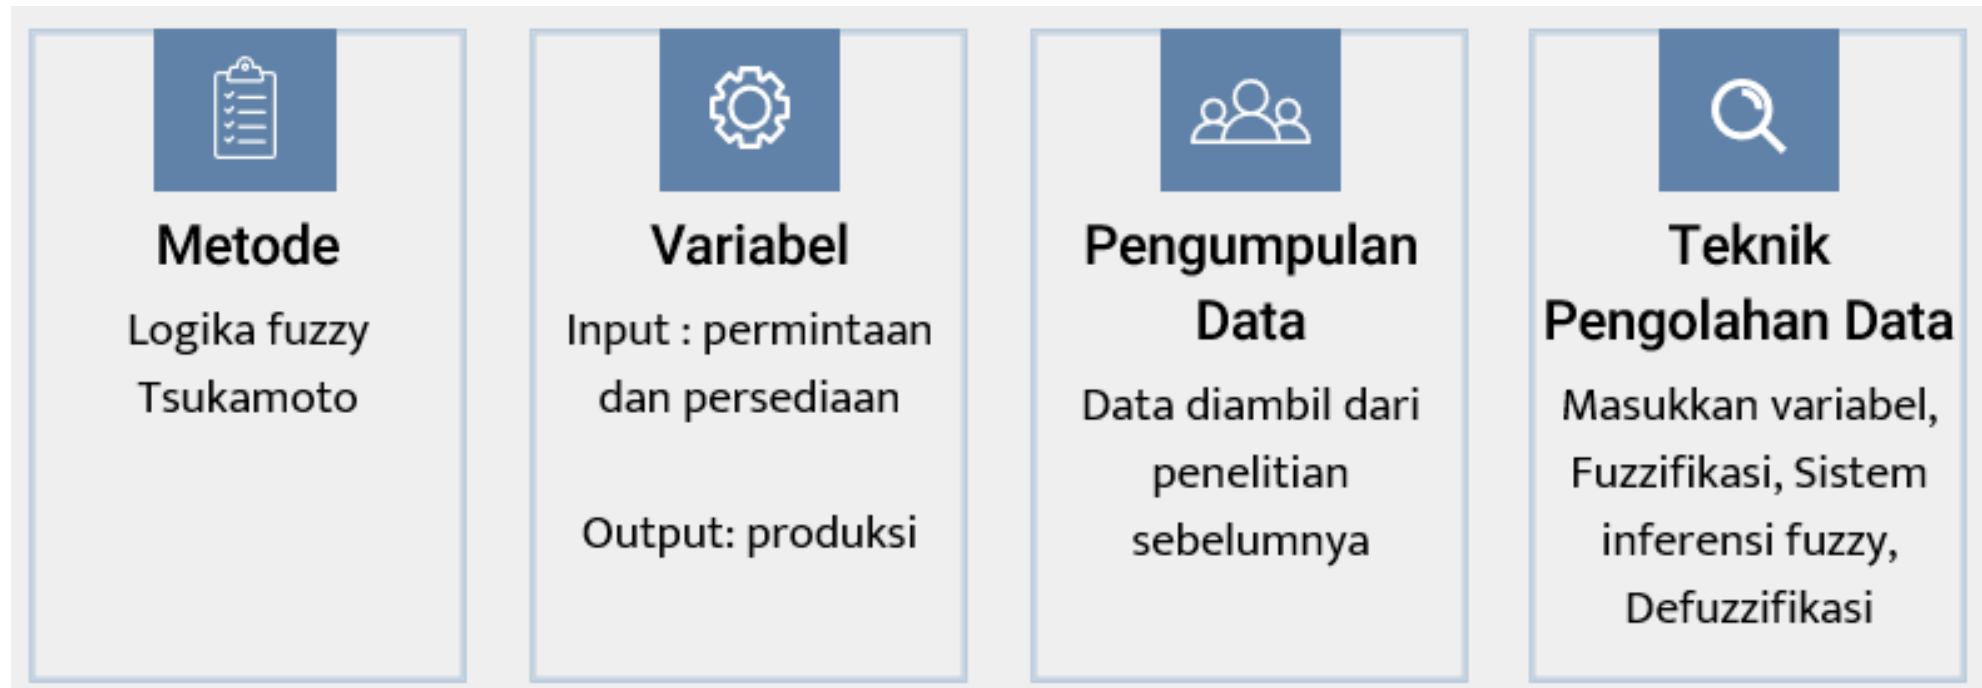 Metode
Logika fuzzy
Tsukamoto
Variabel
Input : permintaan
dan persediaan
Output: produksi
Pengumpulan
Data
Data diambil dari
penelitian
sebelumnya
Teknik
Pengolahan Data
Masukkan variabel,
Fuzzifikasi, Sistem
inferensi fuzzy,
Defuzzifikasi